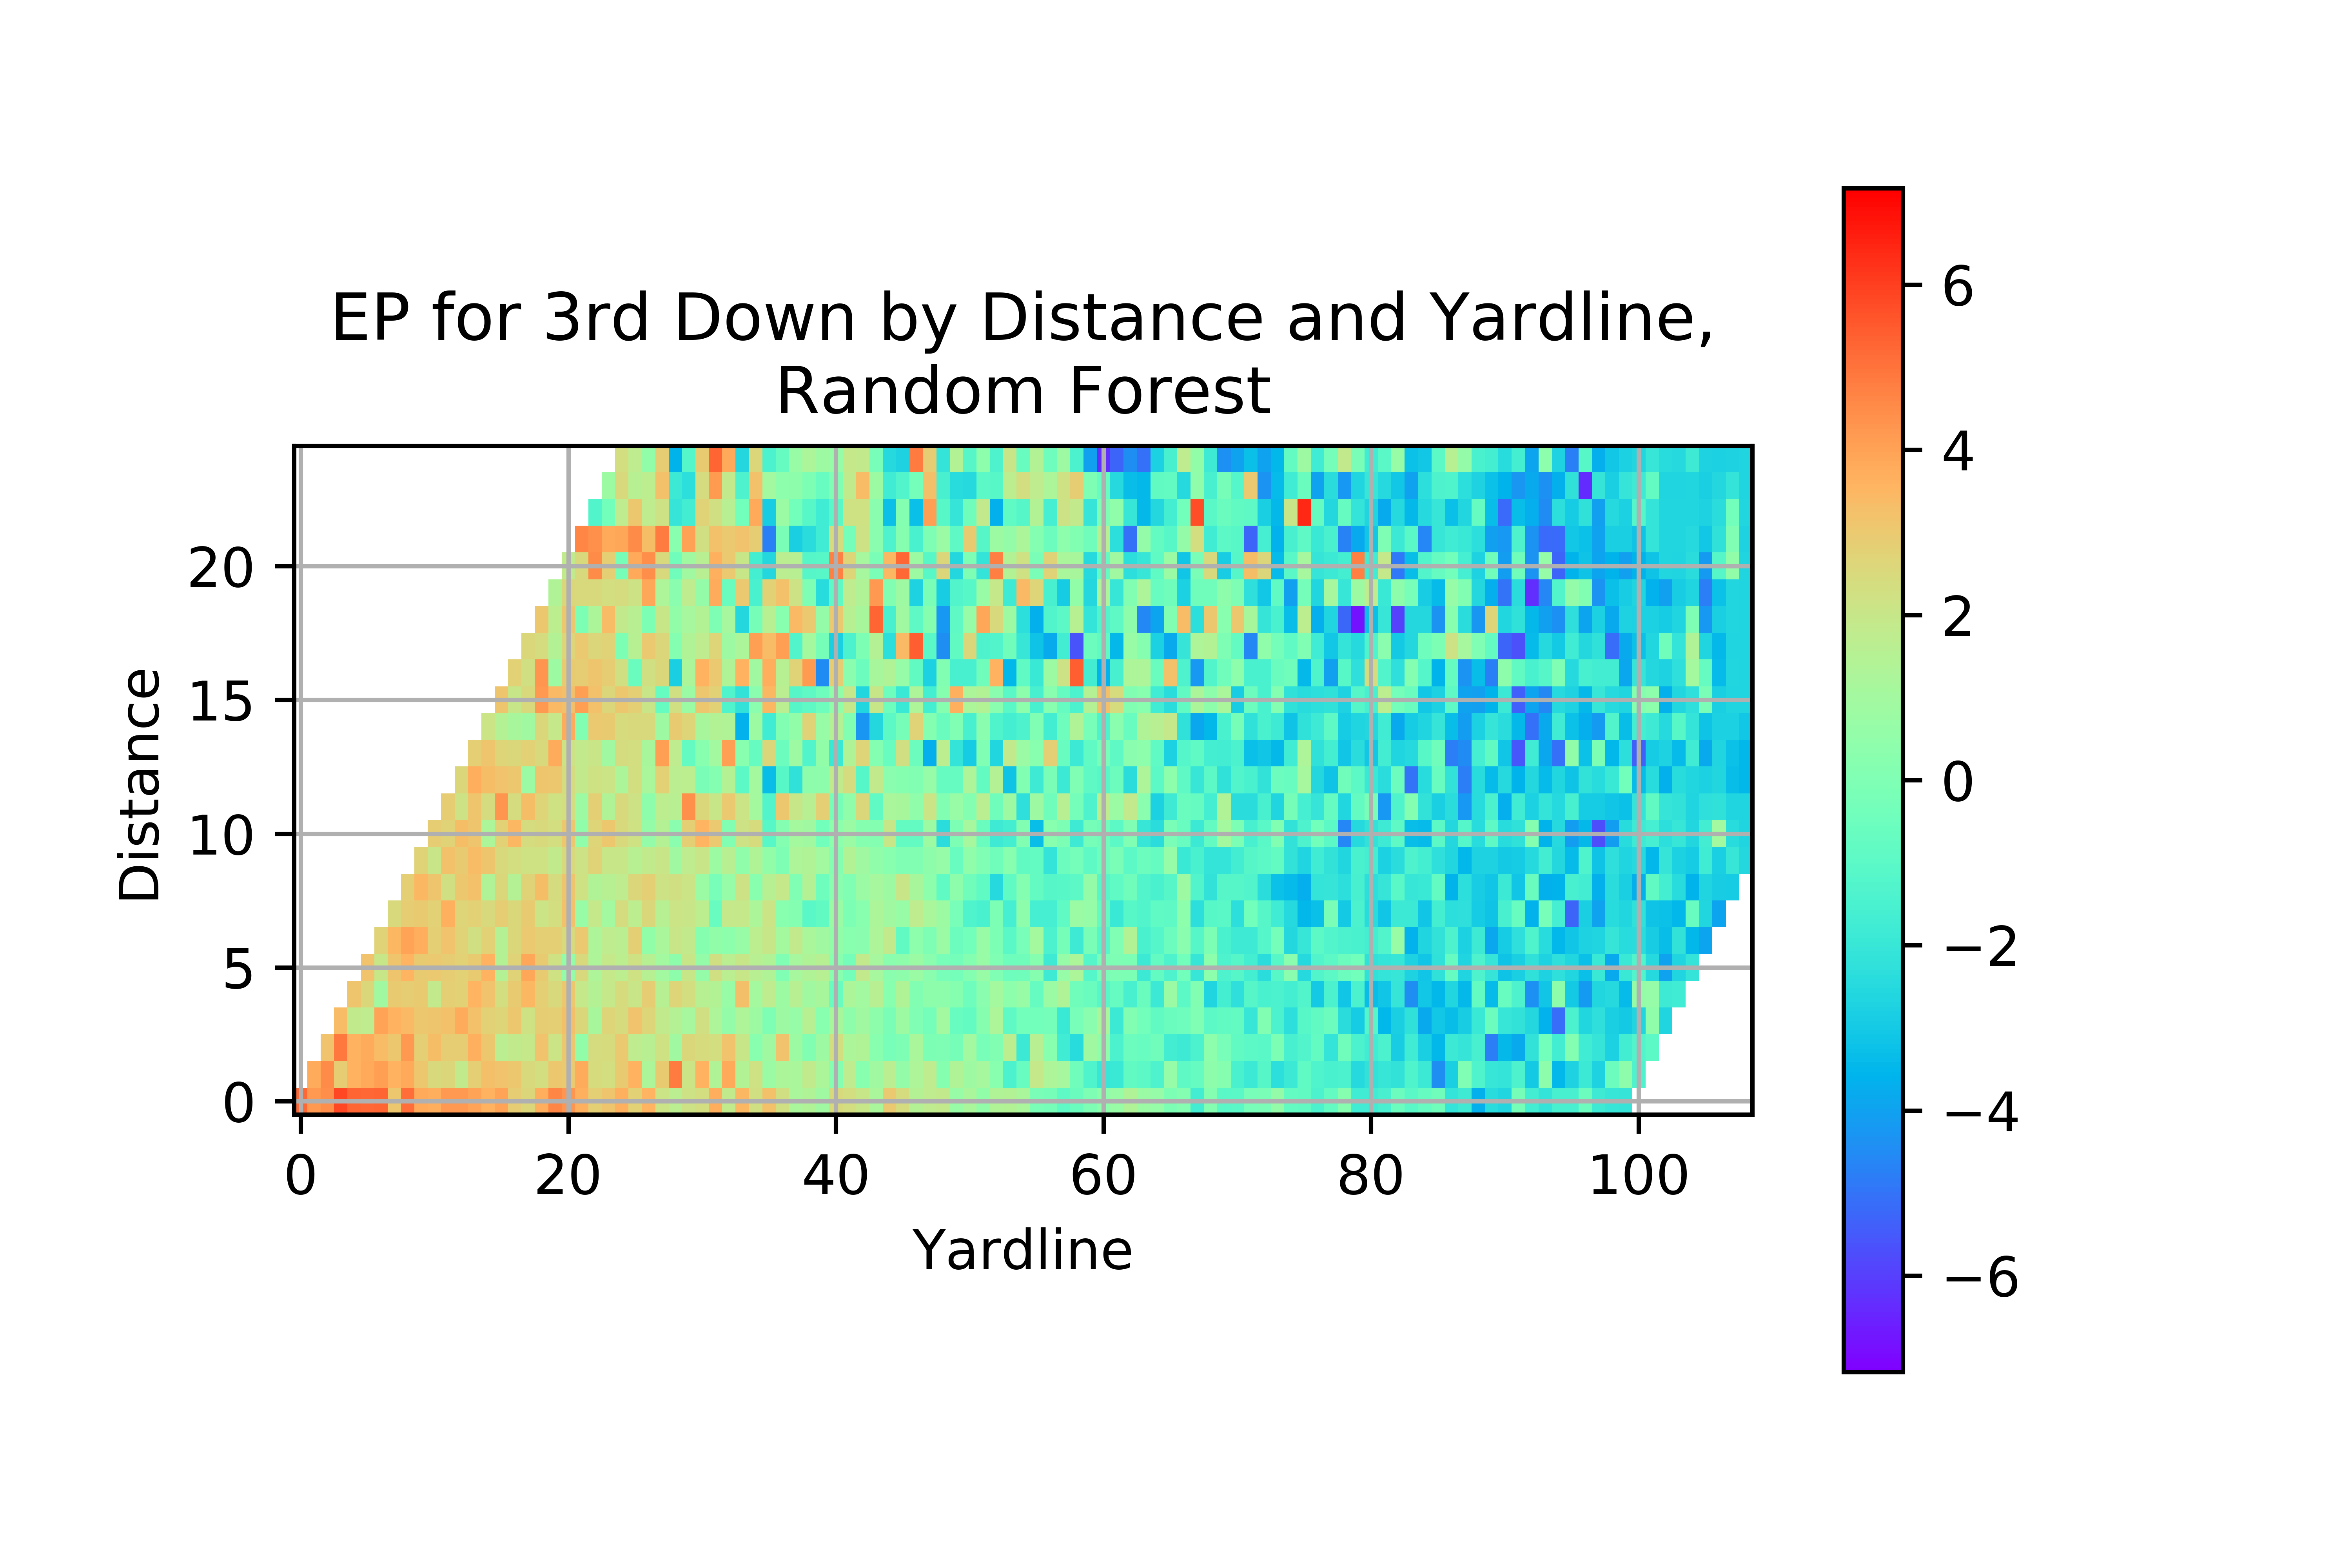 EP for 3rd Down by Distance and Yardline,
Random Forest
Distance
20
15
10
5
0
0 20 40 60 80 100
Yardline
6
4
2
0
−2
−4
−6